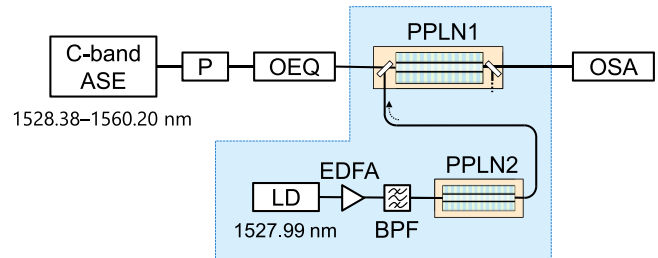 PPLN1
C-band
ASE
P
OEQ
OSA
1528.38–1560.20 nm
PPLN2
EDFA
LD
BPF
1527.99 nm